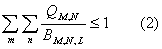 ∑_m ∑_n Q_{M,N} / B_{M,N,L} ≤ 1 (2)